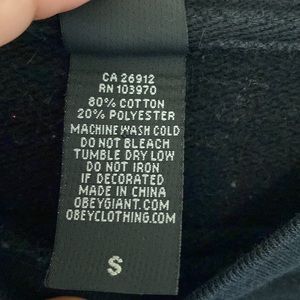 CA 26912
RN 103970
80% COTTON
20% POLYESTER
MACHINE WASH COLD
DO NOT BLEACH
TUMBLE DRY LOW
DO NOT IRON
IF DECORATED
MADE IN CHINA
OBEYGIANT.COM
OBEYCLOTHING.COM
S